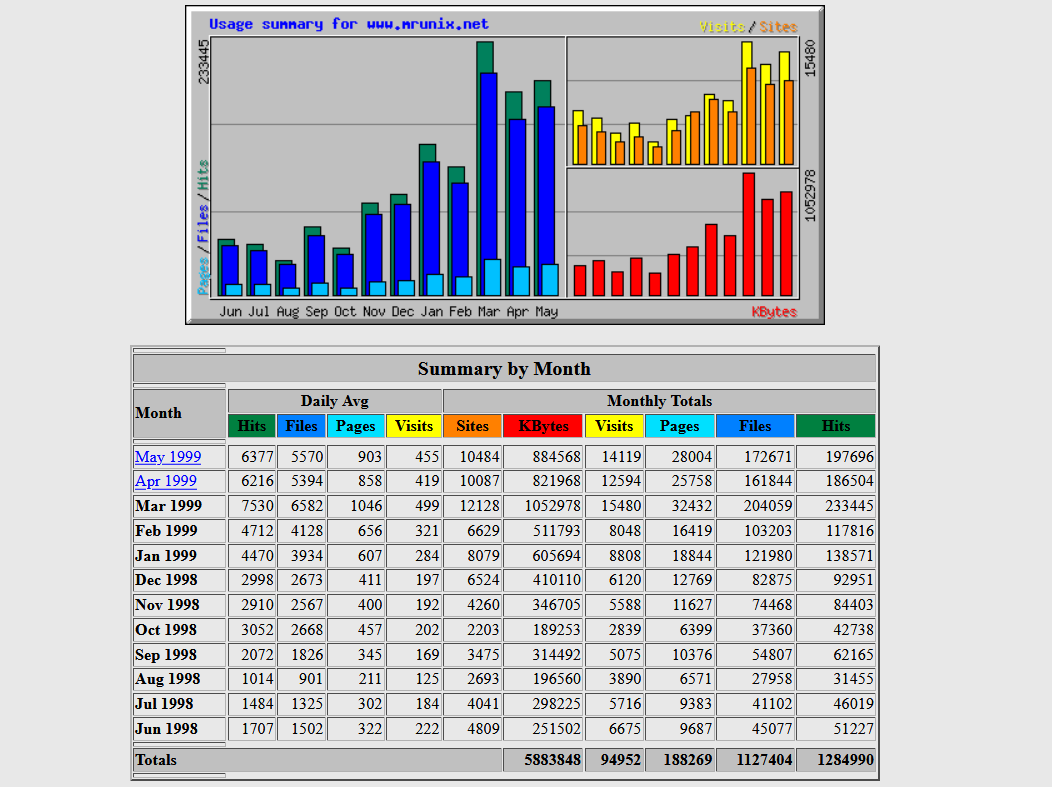 Usage summary for www.mrunix.net
Visits / Sites
233445
15480
Pages / Files / Hits
1052978
Jun Jul Aug Sep Oct Nov Dec Jan Feb Mar Apr May
KBytes
Summary by Month
Month Daily Avg Monthly Totals
Hits Files Pages Visits Sites KBytes Visits Pages Files Hits
May 1999 6377 5570 903 455 10484 884568 14119 28004 172671 197696
Apr 1999 6216 5394 858 419 10087 821968 12594 25758 161844 186504
Mar 1999 7530 6582 1046 499 12128 1052978 15480 32432 204059 233445
Feb 1999 4712 4128 656 321 6629 511793 8048 16419 103203 117816
Jan 1999 4470 3934 607 284 8079 605694 8808 18844 121980 138571
Dec 1998 2998 2673 411 197 6524 410110 6120 12769 82875 92951
Nov 1998 2910 2567 400 192 4260 346705 5588 11627 74468 84403
Oct 1998 3052 2668 457 202 2203 189253 2839 6399 37360 42738
Sep 1998 2072 1826 345 169 3475 314492 5075 10376 54807 62165
Aug 1998 1014 901 211 125 2693 196560 3890 6571 27958 31455
Jul 1998 1484 1325 302 184 4041 298225 5716 9383 41102 46019
Jun 1998 1707 1502 322 222 4809 251502 6675 9687 45077 51227
Totals 5883848 94952 188269 1127404 1284990